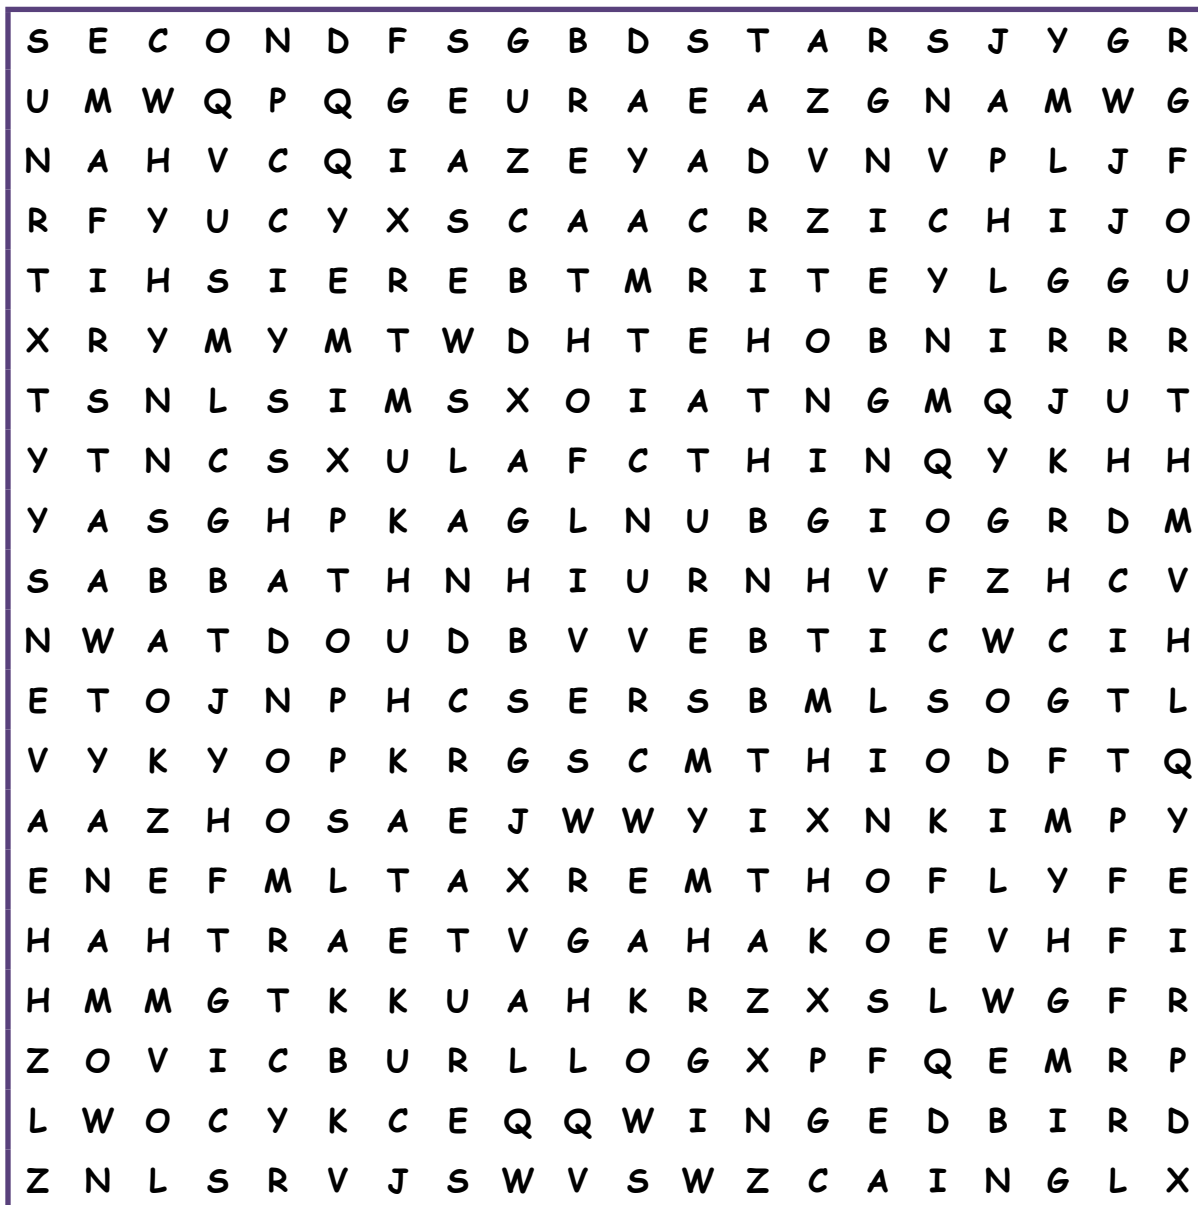 S E C O N D F S G B D S T A R S J Y G R
U M W Q P Q G E U R A E A Z G N A M W G
N A H V C Q I A Z E Y A D V N V P L J F
R F Y U C Y X S C A A C R Z I C H I J O
T I H S I E R E B T M R I T E Y L G G U
X R Y M Y M T W D H T E H O B N I R R R
T S N L S I M S X O I A T N G M Q J U T
Y T N C S X U L A F C T H I N Q Y K H H
Y A S G H P K A G L N U B G I O G R D M
S A B B A T H N H I U R N H V F Z H C V
N W A T D O U D B V V E B T I C W C I H
E T O J N P H C S E R S B M L S O G T L
V Y K Y O P K R G S C M T H I O D F T Q
A A Z H O S A E J W W Y I X N K I M P Y
E N E F M L T A X R E M T H O F L Y F E
H A H T R A E T V G A H A K O E V H F I
H M M G T K K U A H K R Z X S L W G F R
Z O V I C B U R L L O G X P F Q E M R P
L W O C Y K C E Q Q W I N G E D B I R D
Z N L S R V J S W V S W Z C A I N G L X